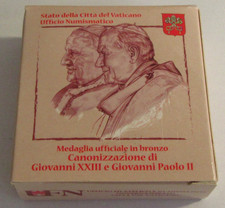 Stato della Città del Vaticano
Ufficio Numismatico
Medaglia ufficiale in bronzo
Canonizzazione di
Giovanni XXIII e Giovanni Paolo II